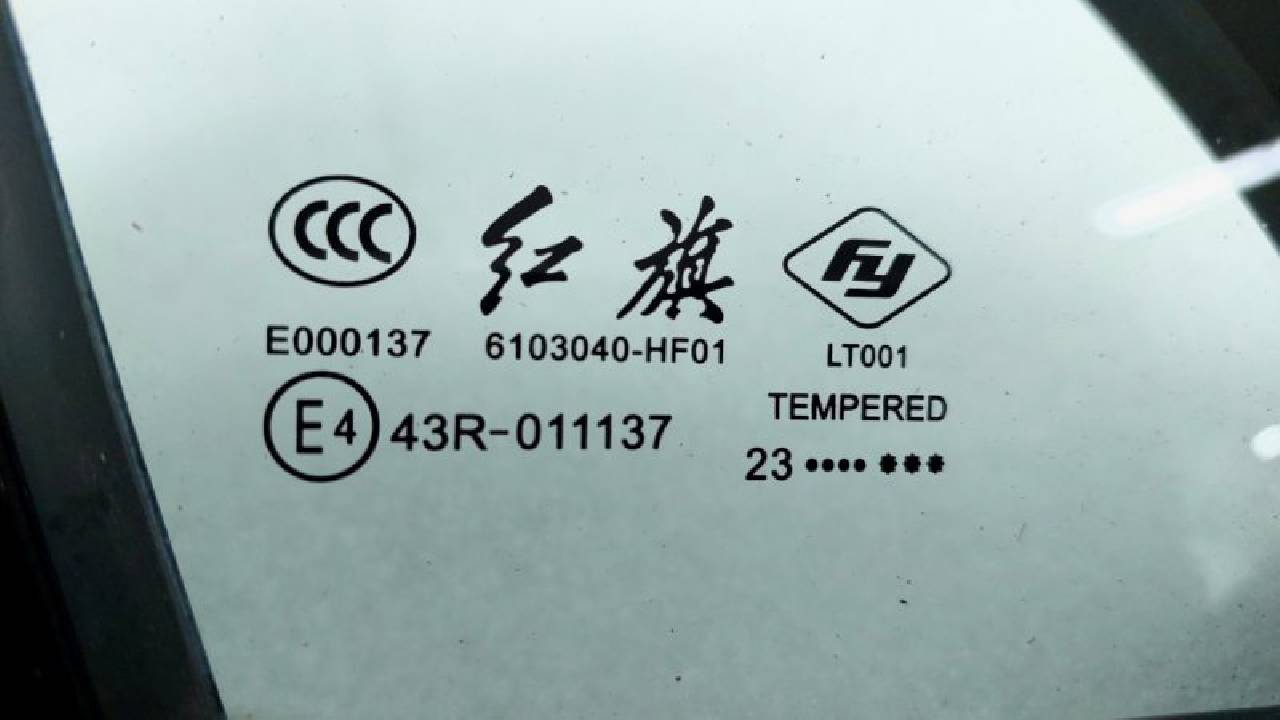 CCC 红旗 FY
E000137 6103040-HF01 LT001
TEMPERED
E4 43R-011137
23 •••• ✱✱✱